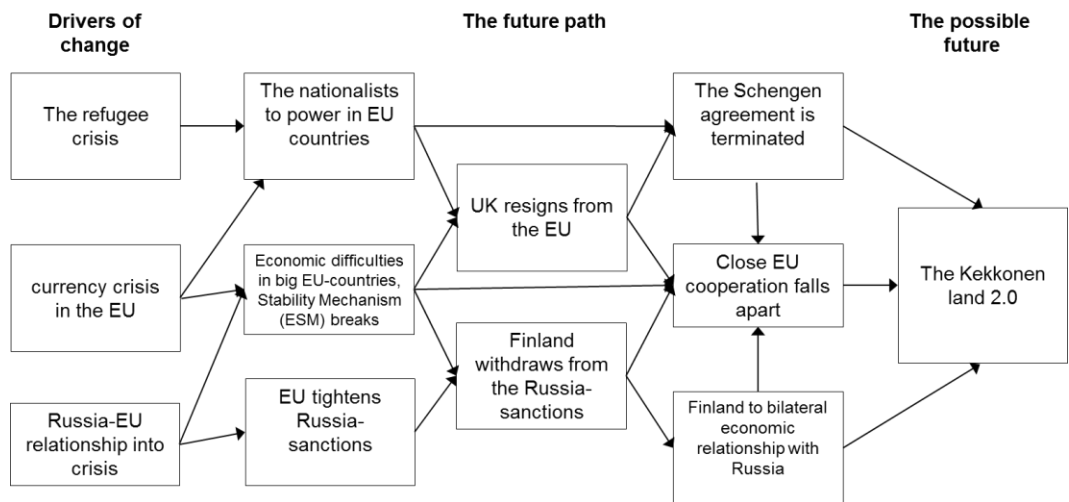 Drivers of
change
The future path
The possible
future
The refugee
crisis
The nationalists
to power in EU
countries
The Schengen
agreement is
terminated
UK resigns from
the EU
currency crisis
in the EU
Economic difficulties
in big EU-countries,
Stability Mechanism
(ESM) breaks
Close EU
cooperation falls
apart
The Kekkonen
land 2.0
Finland
withdraws from
the Russia-
sanctions
Russia-EU
relationship into
crisis
EU tightens
Russia-
sanctions
Finland to bilateral
economic
relationship with
Russia